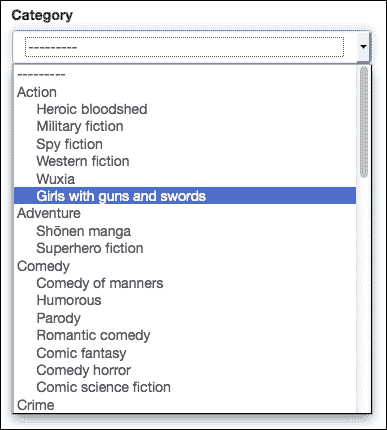 Category
---------
---------
Action
Heroic bloodshed
Military fiction
Spy fiction
Western fiction
Wuxia
Girls with guns and swords
Adventure
Shōnen manga
Superhero fiction
Comedy
Comedy of manners
Humorous
Parody
Romantic comedy
Comic fantasy
Comedy horror
Comic science fiction
Crime